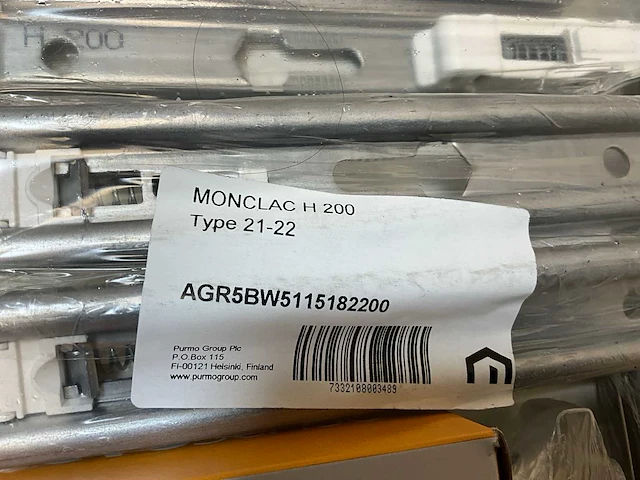 H 200
MONCLAC H 200
Type 21-22
AGR5BW5115182200
Purmo Group Plc
P.O.Box 115
FI-00121 Helsinki, Finland
www.purmogroup.com
7332108003489